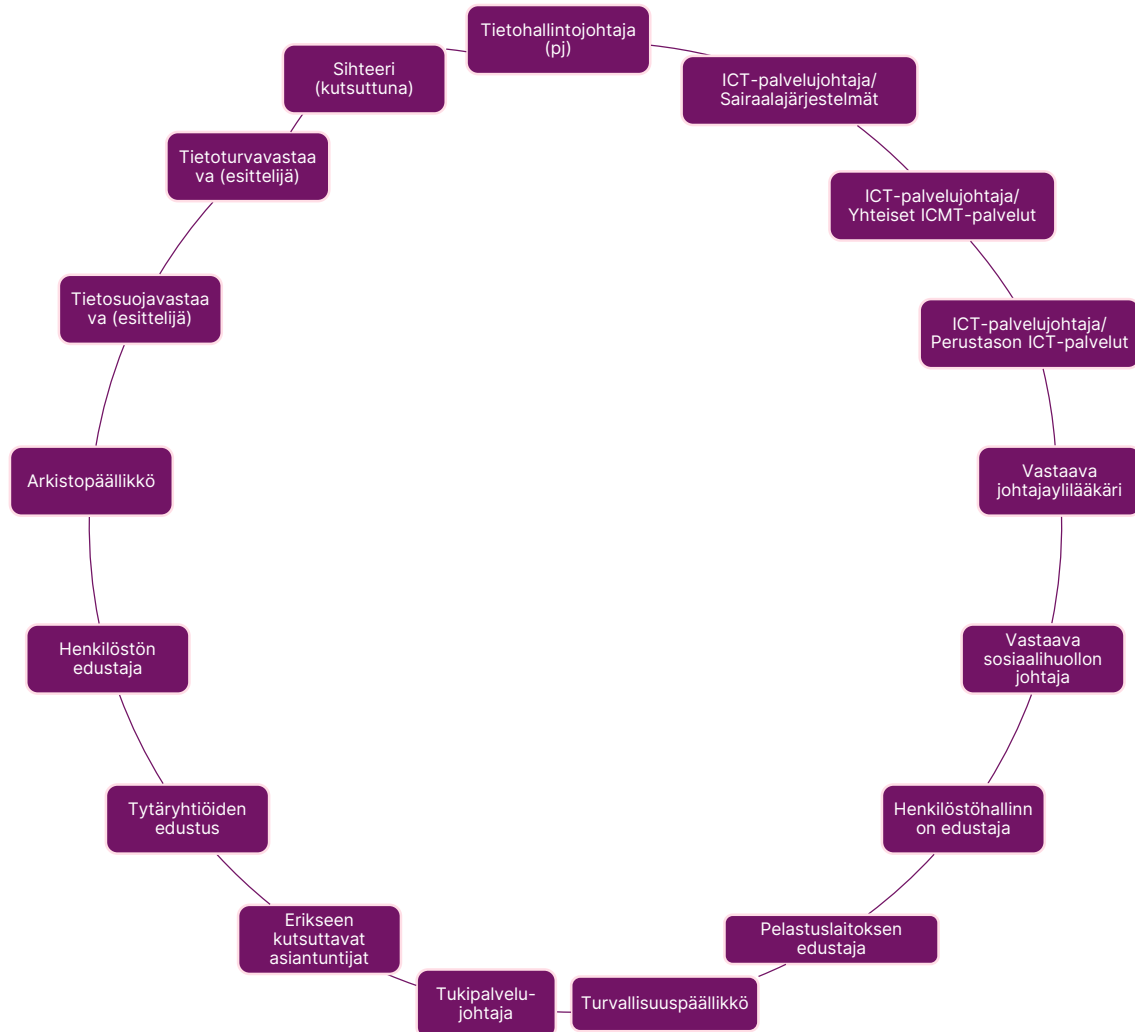 Tietohallintojohtaja
(pj)
ICT-palvelujohtaja/
Sairaalajärjestelmät
ICT-palvelujohtaja/
Yhteiset ICMT-palvelut
ICT-palvelujohtaja/
Perustason ICT-palvelut
Vastaava
johtajaylilääkäri
Vastaava
sosiaalihuollon
johtaja
Henkilöstöhallinn
on edustaja
Pelastuslaitoksen
edustaja
Turvallisuuspäällikkö
Tukipalvelu-
johtaja
Erikseen
kutsuttavat
asiantuntijat
Tytäryhtiöiden
edustus
Henkilöstön
edustaja
Arkistopäällikkö
Tietosuojavastaa
va (esittelijä)
Tietoturvavastaa
va (esittelijä)
Sihteeri
(kutsuttuna)